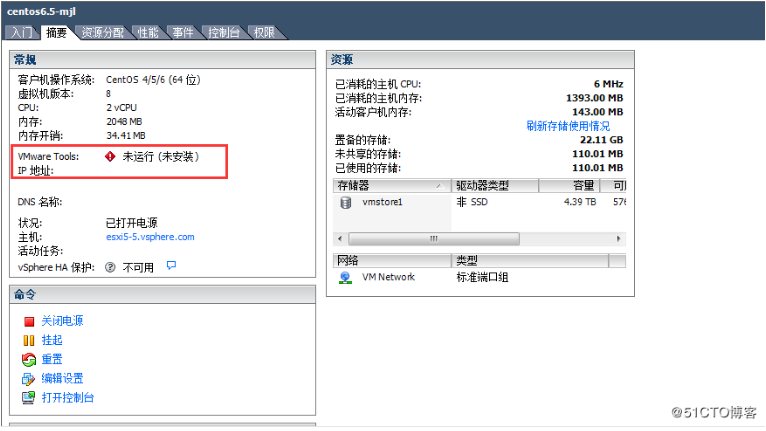 centos6.5-mjl
入门 摘要 资源分配 性能 事件 控制台 权限
常规
客户机操作系统: CentOS 4/5/6 (64 位)
虚拟机版本: 8
CPU: 2 vCPU
内存: 2048 MB
内存开销: 34.41 MB
VMware Tools: 未运行 (未安装)
IP 地址:
DNS 名称:
状况: 已打开电源
主机: esxi5-5.vsphere.com
活动任务:
vSphere HA 保护: 不可用
命令
关闭电源
挂起
重置
编辑设置
打开控制台
资源
已消耗的主机 CPU: 6 MHz
已消耗的主机内存: 1393.00 MB
活动客户机内存: 143.00 MB
刷新存储使用情况
置备的存储: 22.11 GB
未共享的存储: 110.01 MB
已使用的存储: 110.01 MB
存储器 驱动器类型 容量
vmstore1 非 SSD 4.39 TB 576
网络 类型
VM Network 标准端口组
@51CTO博客